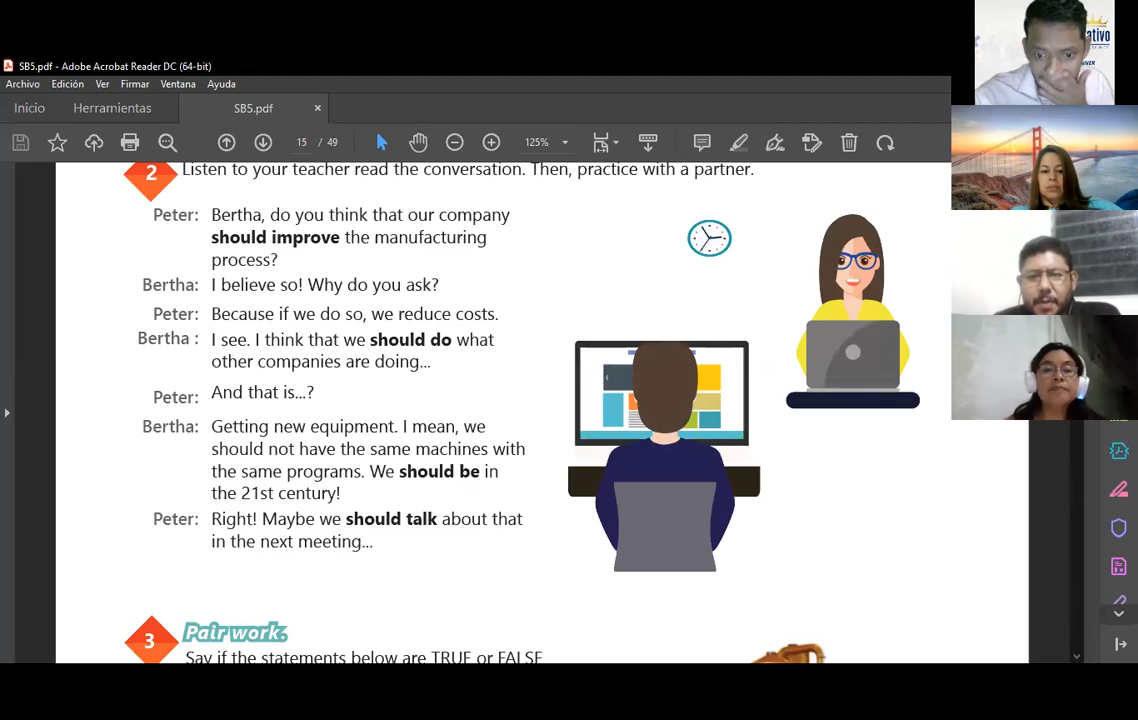 SB5.pdf - Adobe Acrobat Reader DC (64-bit)
Archivo Edición Ver Firmar Ventana Ayuda
Inicio Herramientas SB5.pdf ×
15 / 49 125%
2 Listen to your teacher read the conversation. Then, practice with a partner.
Peter: Bertha, do you think that our company
should improve the manufacturing
process?
Bertha: I believe so! Why do you ask?
Peter: Because if we do so, we reduce costs.
Bertha : I see. I think that we should do what
other companies are doing...
Peter: And that is...?
Bertha: Getting new equipment. I mean, we
should not have the same machines with
the same programs. We should be in
the 21st century!
Peter: Right! Maybe we should talk about that
in the next meeting...
3 Pair work.
Say if the statements below are TRUE or FALSE